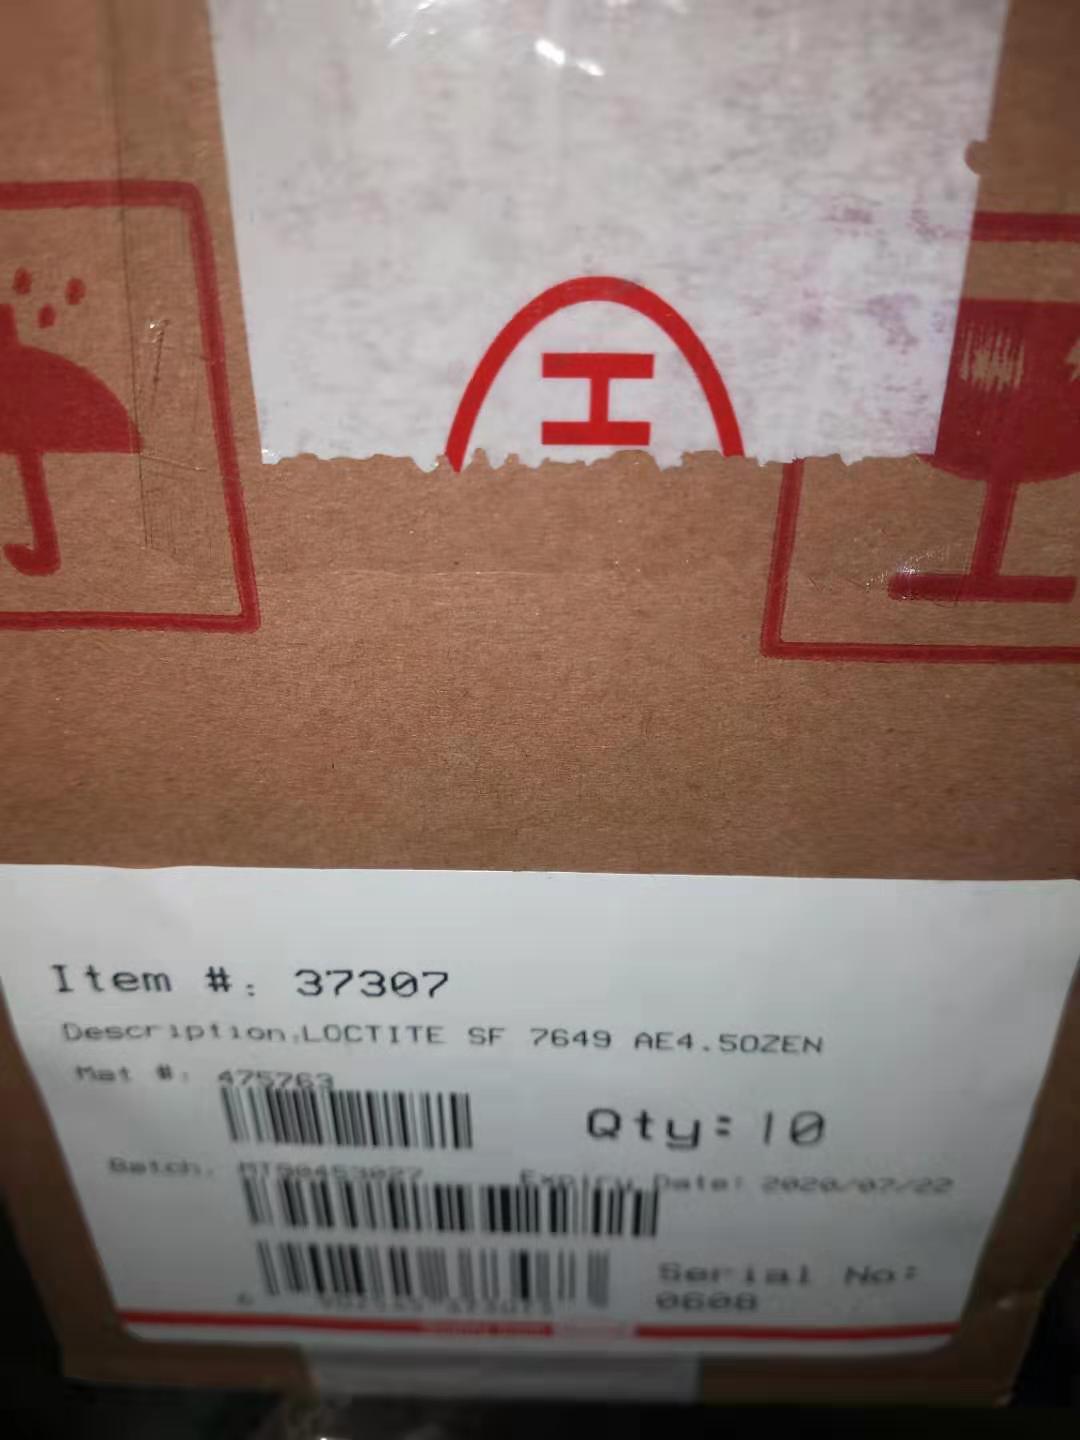 H
Item #: 37307
Description:LOCTITE SF 7649 AE4.5OZEN
Mat #: 475763
Qty:10
Batch: MT90453027
Expiry Date: 2020/07/22
Serial No:
0608